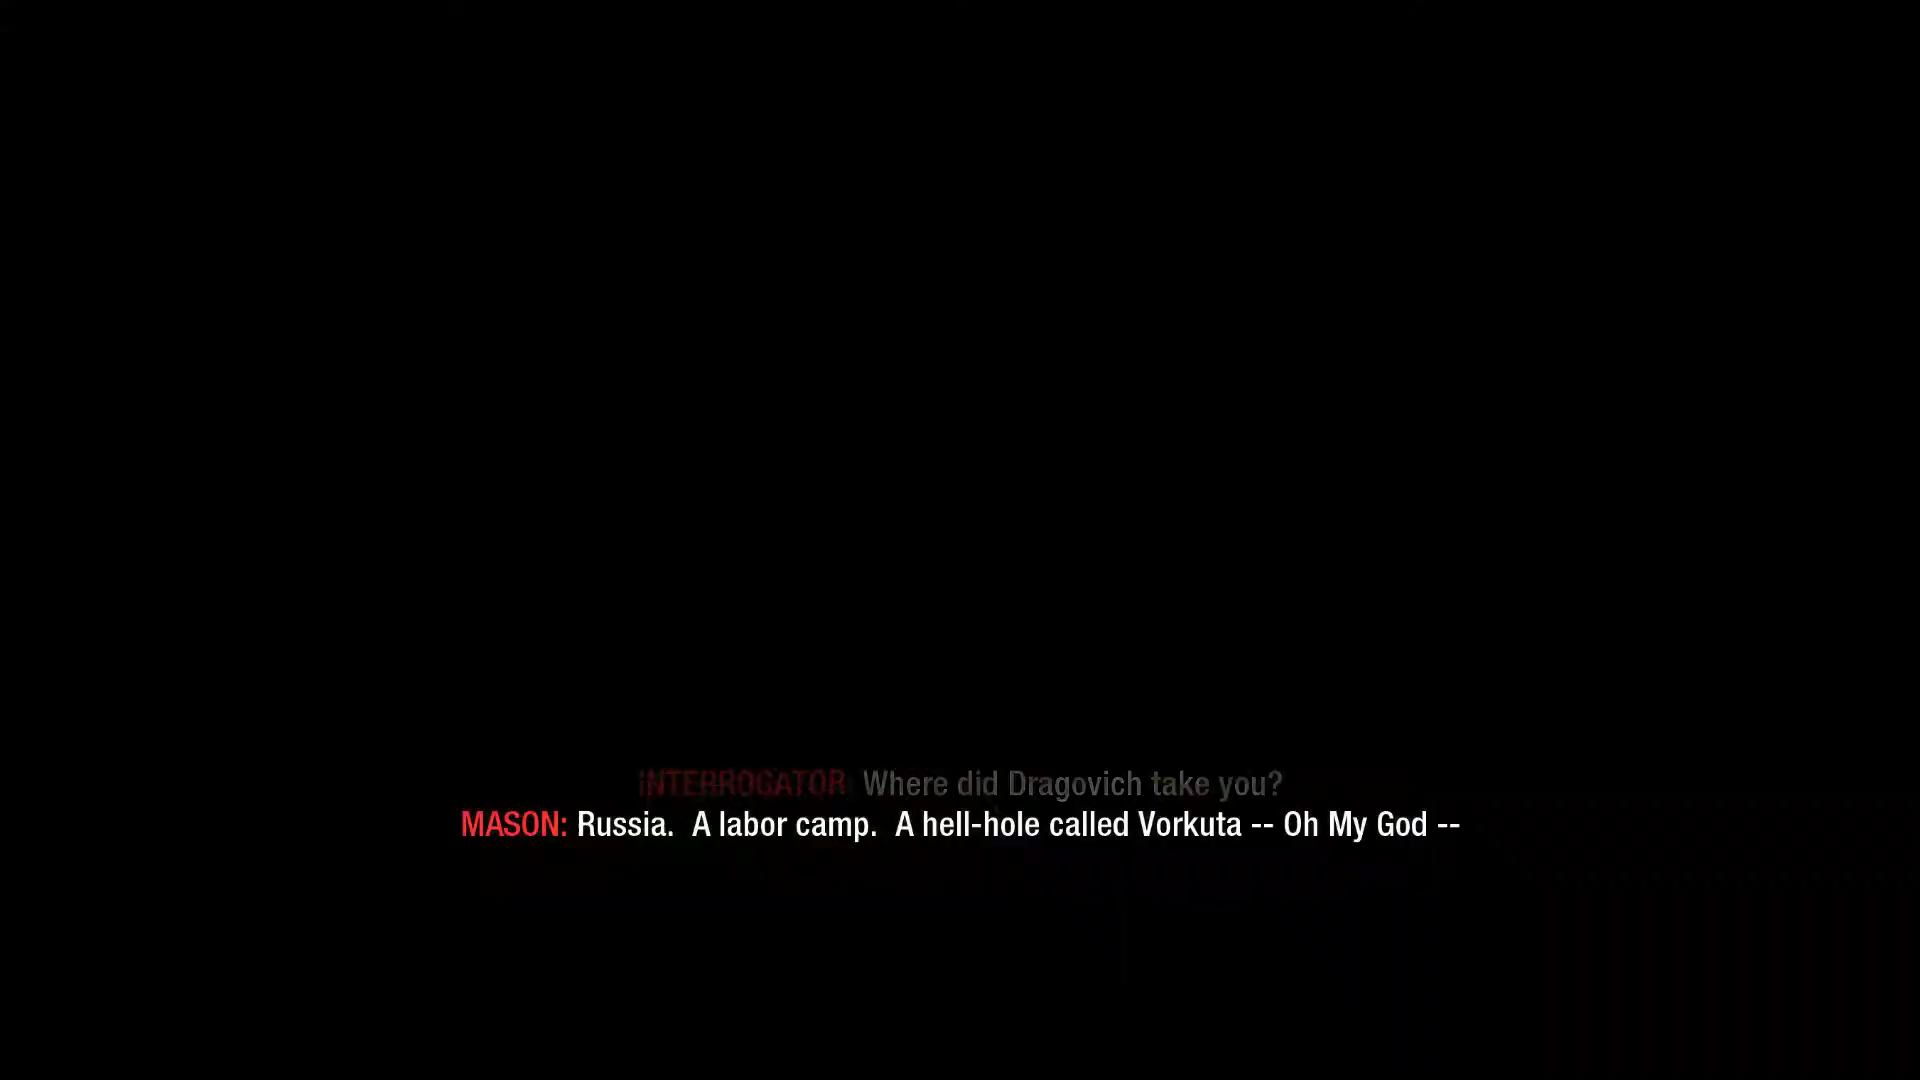 INTERROGATOR: Where did Dragovich take you?
MASON: Russia.  A labor camp.  A hell-hole called Vorkuta -- Oh My God --